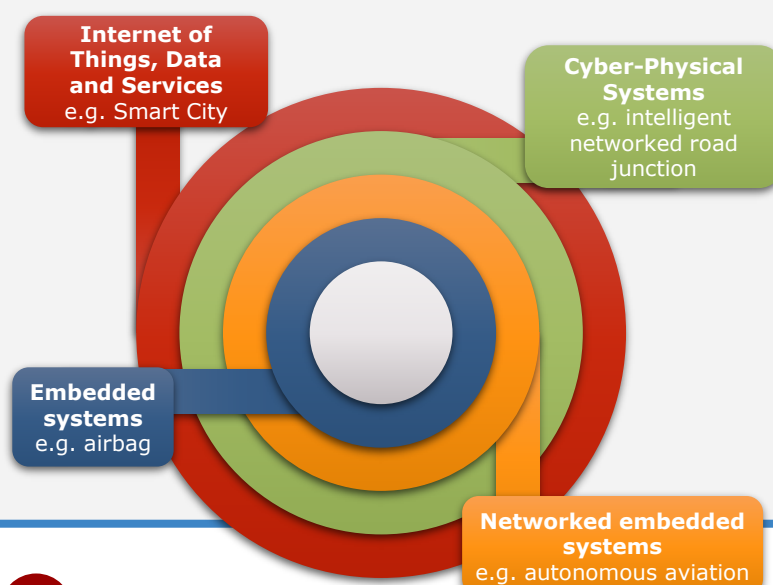 Internet of
Things, Data
and Services
e.g. Smart City
Cyber-Physical
Systems
e.g. intelligent
networked road
junction
Embedded
systems
e.g. airbag
Networked embedded
systems
e.g. autonomous aviation